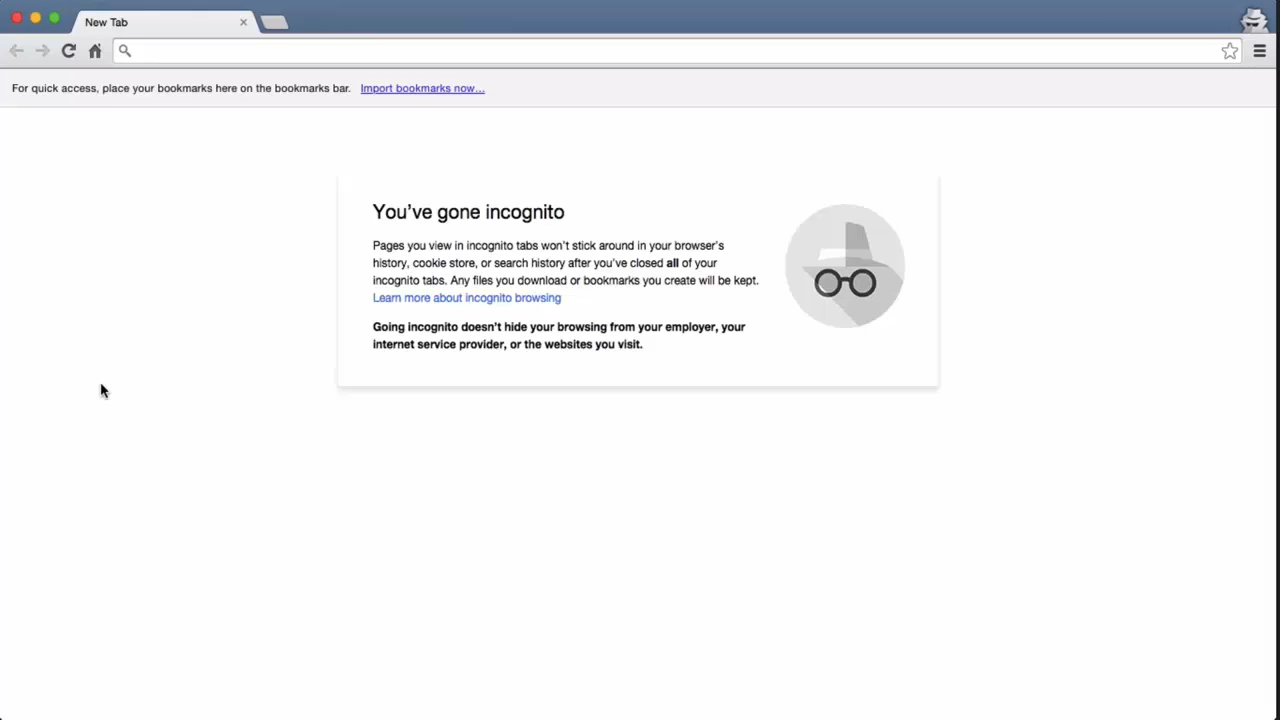 New Tab
For quick access, place your bookmarks here on the bookmarks bar. Import bookmarks now...
You've gone incognito
Pages you view in incognito tabs won't stick around in your browser's
history, cookie store, or search history after you've closed all of your
incognito tabs. Any files you download or bookmarks you create will be kept.
Learn more about incognito browsing
Going incognito doesn't hide your browsing from your employer, your
internet service provider, or the websites you visit.